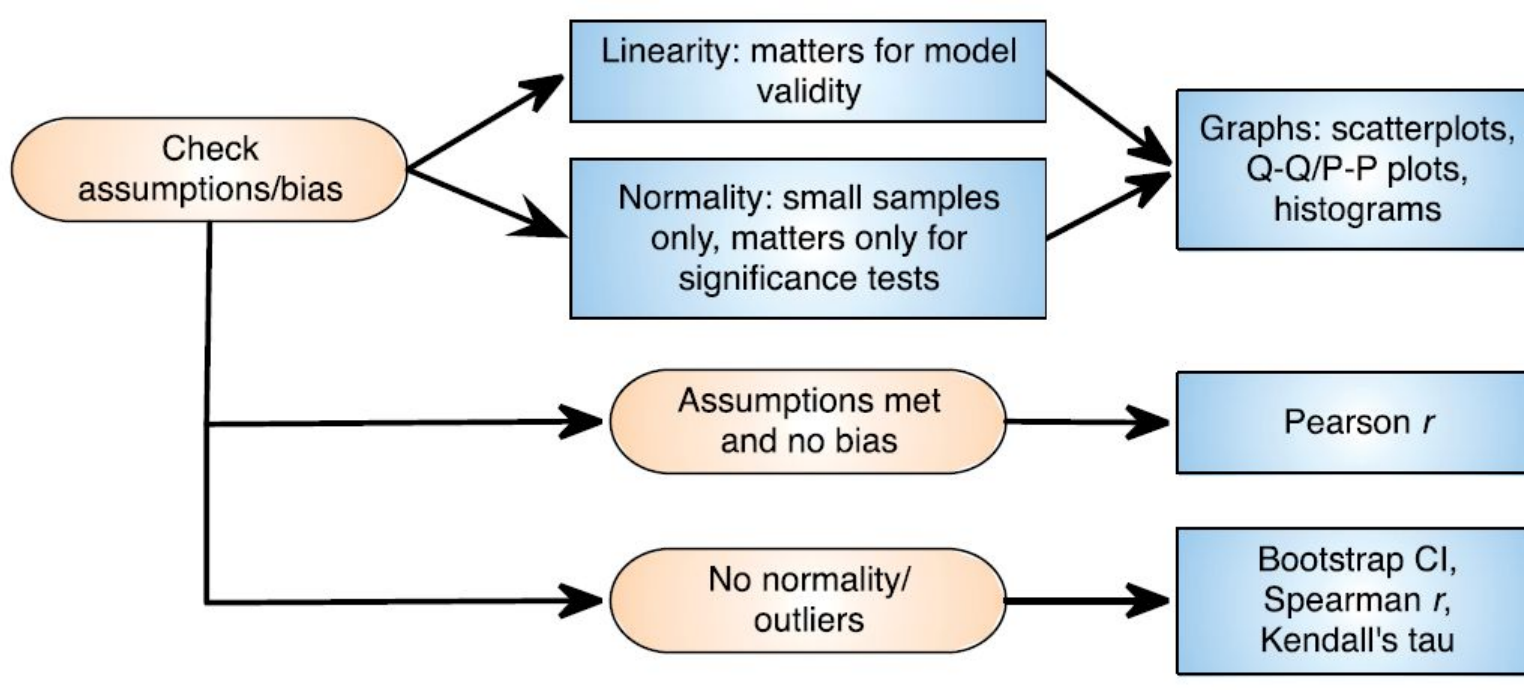 Check
assumptions/bias
Linearity: matters for model
validity
Normality: small samples
only, matters only for
significance tests
Graphs: scatterplots,
Q-Q/P-P plots,
histograms
Assumptions met
and no bias
Pearson r
No normality/
outliers
Bootstrap CI,
Spearman r,
Kendall's tau